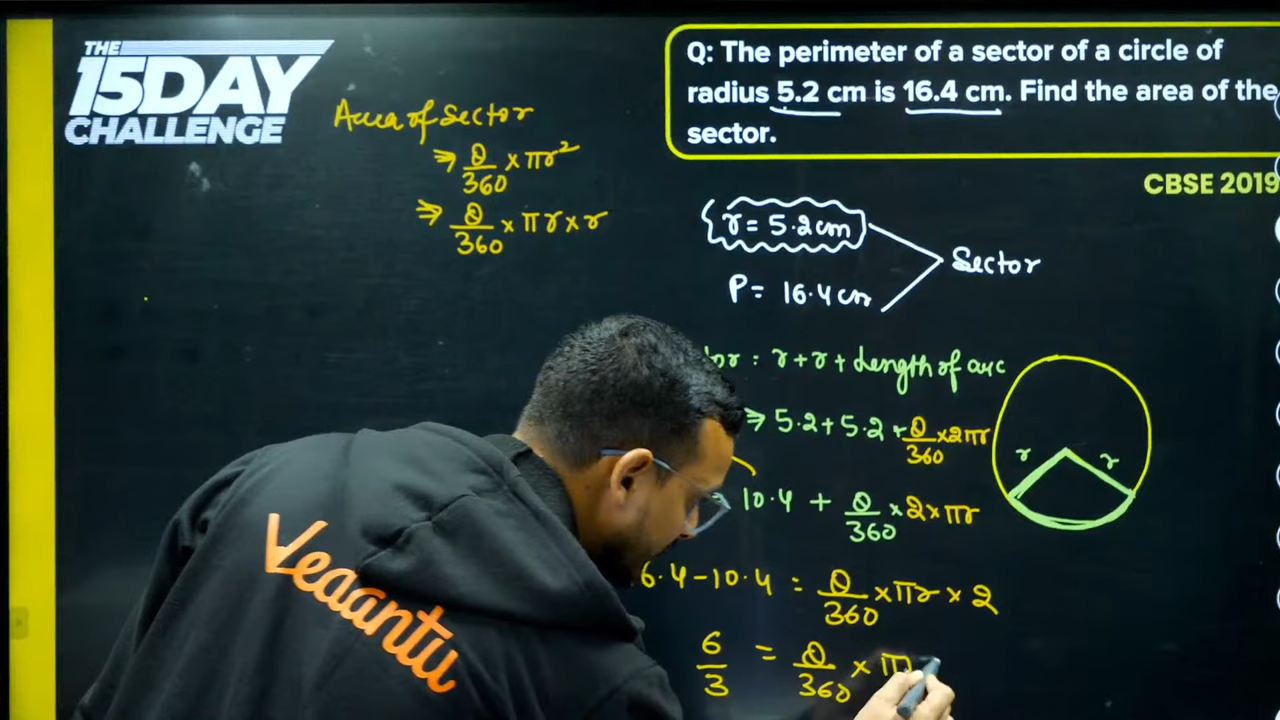 THE
15DAY
CHALLENGE
Q: The perimeter of a sector of a circle of
radius 5.2 cm is 16.4 cm. Find the area of the
sector.
CBSE 2019
Area of Sector
⇒ θ/360 × πr²
⇒ θ/360 × πr × r
r = 5.2cm
P = 16.4cm
Sector
: r + r + Length of arc
⇒ 5.2 + 5.2 + θ/360 × 2πr
10.4 + θ/360 × 2 × πr
6.4 - 10.4 = θ/360 × πr × 2
6/3 = θ/360 × π
r r
Vedantu